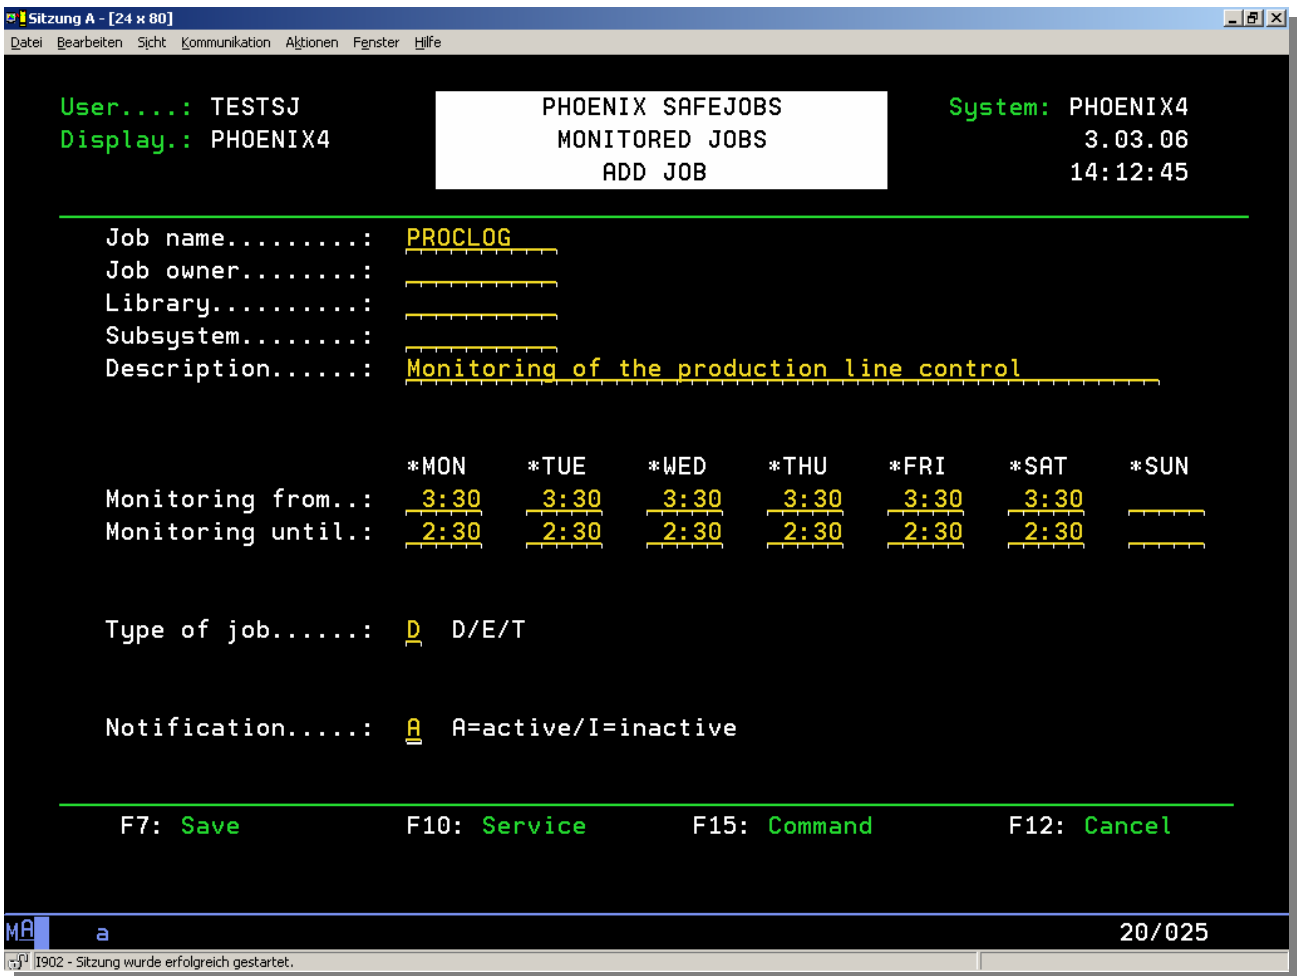 Sitzung A - [24 x 80]
Datei Bearbeiten Sicht Kommunikation Aktionen Fenster Hilfe
User....: TESTSJ PHOENIX SAFEJOBS System: PHOENIX4
Display.: PHOENIX4 MONITORED JOBS 3.03.06
ADD JOB 14:12:45
Job name.........: PROCLOG
Job owner........:
Library..........:
Subsystem........:
Description......: Monitoring of the production line control
*MON *TUE *WED *THU *FRI *SAT *SUN
Monitoring from..: 3:30 3:30 3:30 3:30 3:30 3:30
Monitoring until.: 2:30 2:30 2:30 2:30 2:30 2:30
Type of job......: D D/E/T
Notification.....: A A=active/I=inactive
F7: Save F10: Service F15: Command F12: Cancel
MA a 20/025
I902 - Sitzung wurde erfolgreich gestartet.